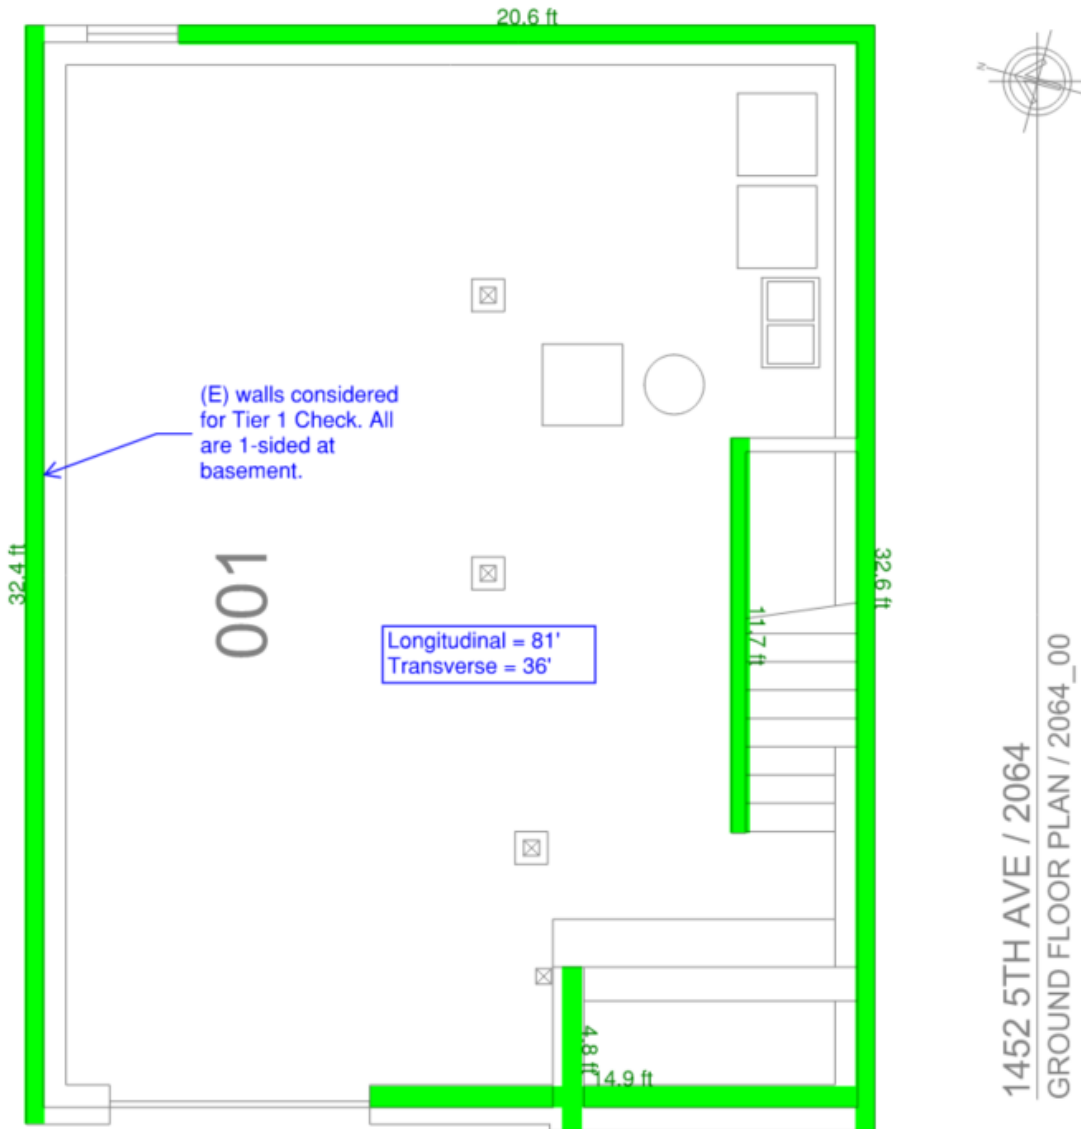 20.6 ft
N
(E) walls considered
for Tier 1 Check. All
are 1-sided at
basement.
32.4 ft
001
32.6 ft
11.7 ft
Longitudinal = 81'
Transverse = 36'
4.8 ft
14.9 ft
1452 5TH AVE / 2064
GROUND FLOOR PLAN / 2064_00